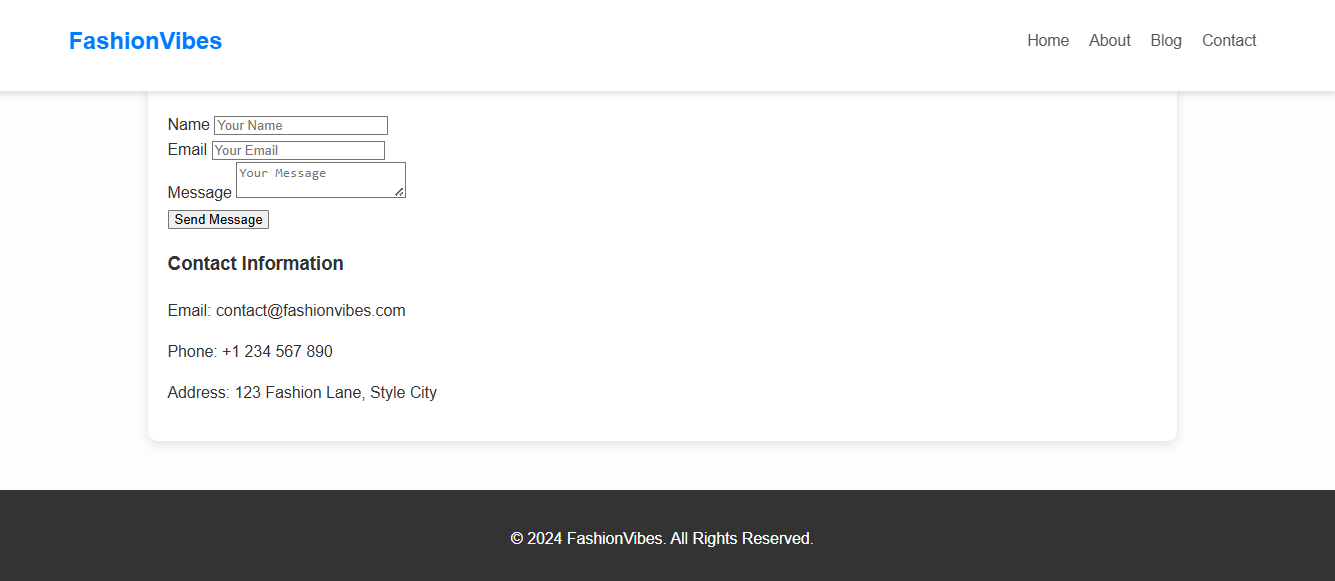 FashionVibes
Home About Blog Contact
Name Your Name
Email Your Email
Message Your Message
Send Message
Contact Information
Email: contact@fashionvibes.com
Phone: +1 234 567 890
Address: 123 Fashion Lane, Style City
© 2024 FashionVibes. All Rights Reserved.